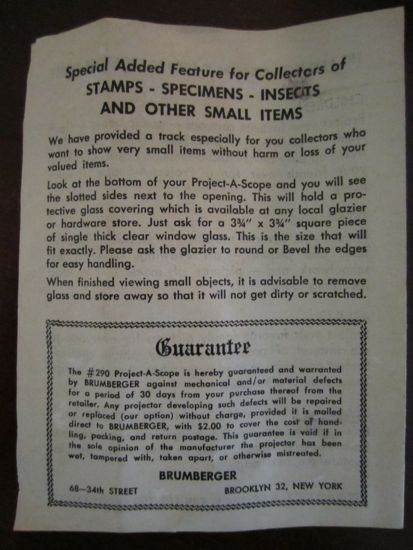 Special Added Feature for Collectors of
STAMPS - SPECIMENS - INSECTS
AND OTHER SMALL ITEMS
We have provided a track especially for you collectors who
want to show very small items without harm or loss of your
valued items.
Look at the bottom of your Project-A-Scope and you will see
the slotted sides next to the opening. This will hold a pro-
tective glass covering which is available at any local glazier
or hardware store. Just ask for a 3¾" x 3¾" square piece
of single thick clear window glass. This is the size that will
fit exactly. Please ask the glazier to round or Bevel the edges
for easy handling.
When finished viewing small objects, it is advisable to remove
glass and store away so that it will not get dirty or scratched.
Guarantee
The #290 Project-A-Scope is hereby guaranteed and warranted
by BRUMBERGER against mechanical and/or material defects
for a period of 30 days from your purchase thereof from the
retailer. Any projector developing such defects will be repaired
or replaced (our option) without charge, provided it is mailed
direct to BRUMBERGER, with $2.00 to cover the cost of hand-
ling, packing, and return postage. This guarantee is void if in
the sole opinion of the manufacturer the projector has been
wet, tampered with, taken apart, or otherwise mistreated.
BRUMBERGER
68—34th STREET BROOKLYN 32, NEW YORK